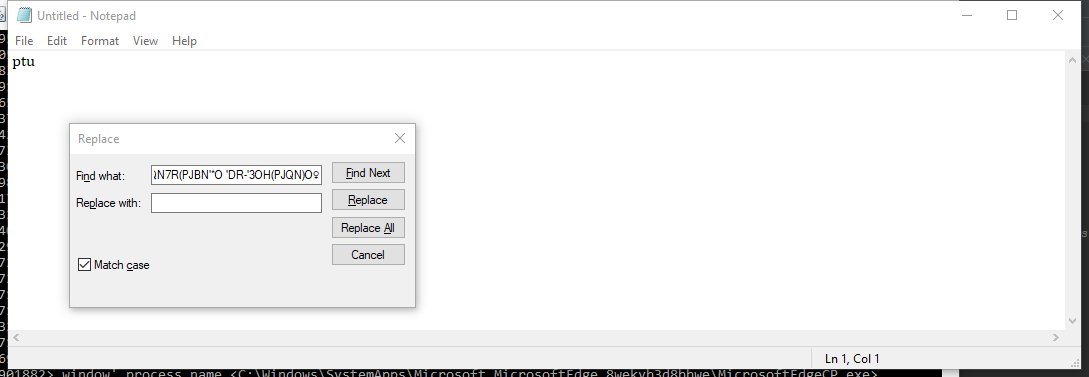 Untitled - Notepad
File Edit Format View Help
ptu
Replace
Find what: N7R(PJBN'"O 'DR-'3OH(PJQN)O♀ Find Next
Replace with: Replace
Replace All
Cancel
Match case
Ln 1, Col 1
901882> window' process name <C:\Windows\SystemApps\Microsoft.MicrosoftEdge_8wekyb3d8bbwe\MicrosoftEdgeCP.exe>